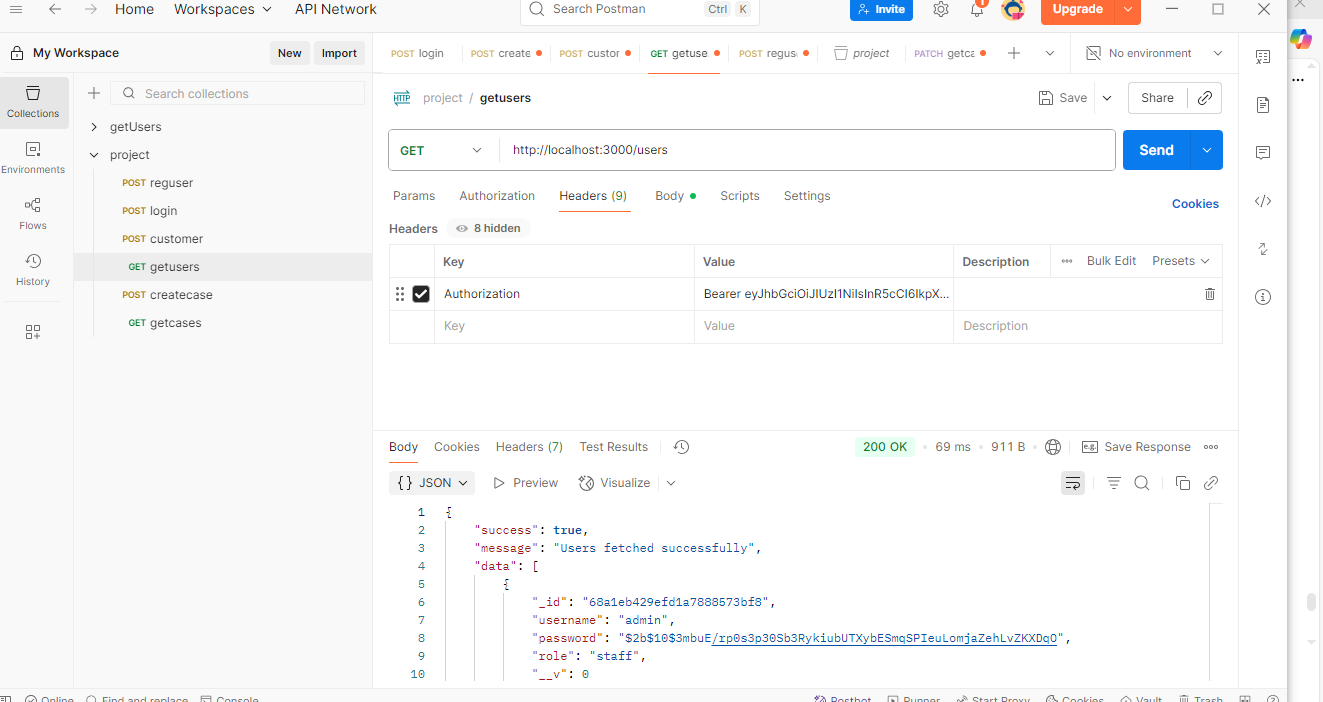 Home Workspaces API Network Search Postman Ctrl K Invite 1 Upgrade
My Workspace New Import POST login POST create POST custor GET getuse POST regus project PATCH getca No environment
Collections
Environments
Flows
History
Search collections
getUsers
project
POST reguser
POST login
POST customer
GET getusers
POST createcase
GET getcases
HTTP project / getusers Save Share
GET http://localhost:3000/users Send
Params Authorization Headers (9) Body Scripts Settings Cookies
Headers 8 hidden
Key Value Description Bulk Edit Presets
Authorization Bearer eyJhbGciOiJIUzI1NiIsInR5cCI6IkpX...
Key Value Description
Body Cookies Headers (7) Test Results 200 OK 69 ms 911 B e.g. Save Response
{} JSON Preview Visualize
1 {
2 "success": true,
3 "message": "Users fetched successfully",
4 "data": [
5 {
6 "_id": "68a1eb429efd1a7888573bf8",
7 "username": "admin",
8 "password": "$2b$10$3mbuE/rp0s3p30Sb3RykiubUTXybESmqSPIeuLomjaZehLvZKXDqO",
9 "role": "staff",
10 "__v": 0
Online Find and replace Console Postbot Runner Start Proxy Cookies Vault Trash